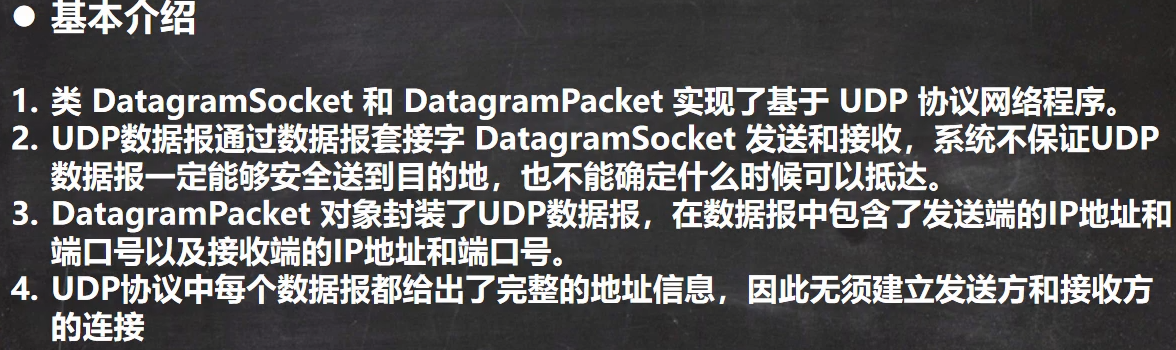 ● 基本介绍
1. 类 DatagramSocket 和 DatagramPacket 实现了基于 UDP 协议网络程序。
2. UDP数据报通过数据报套接字 DatagramSocket 发送和接收，系统不保证UDP
数据报一定能够安全送到目的地，也不能确定什么时候可以抵达。
3. DatagramPacket 对象封装了UDP数据报，在数据报中包含了发送端的IP地址和
端口号以及接收端的IP地址和端口号。
4. UDP协议中每个数据报都给出了完整的地址信息，因此无须建立发送方和接收方
的连接